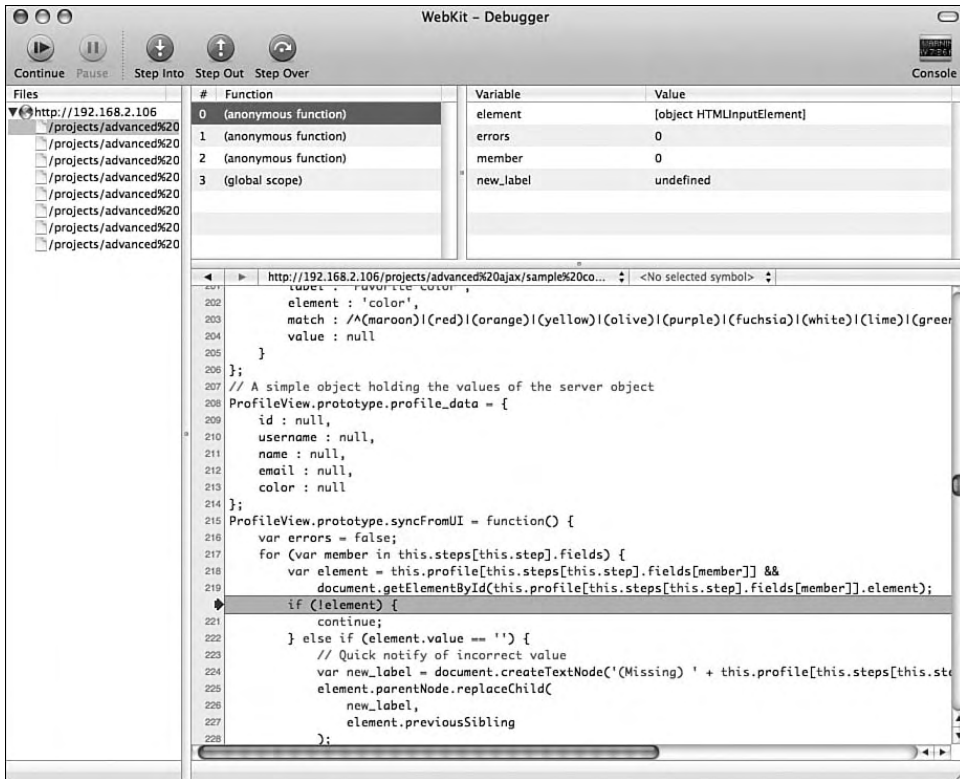 WebKit – Debugger
Continue Pause Step Into Step Out Step Over Console
Files
http://192.168.2.106
/projects/advanced%20
/projects/advanced%20
/projects/advanced%20
/projects/advanced%20
/projects/advanced%20
/projects/advanced%20
/projects/advanced%20
/projects/advanced%20
# Function
0 (anonymous function)
1 (anonymous function)
2 (anonymous function)
3 (global scope)
Variable Value
element [object HTMLInputElement]
errors 0
member 0
new_label undefined
http://192.168.2.106/projects/advanced%20ajax/sample%20co... <No selected symbol>
201 label : 'Favorite Color',
202 element : 'color',
203 match : /^(maroon)|(red)|(orange)|(yellow)|(olive)|(purple)|(fuchsia)|(white)|(lime)|(green
204 value : null
205 }
206 };
207 // A simple object holding the values of the server object
208 ProfileView.prototype.profile_data = {
209 id : null,
210 username : null,
211 name : null,
212 email : null,
213 color : null
214 };
215 ProfileView.prototype.syncFromUI = function() {
216 var errors = false;
217 for (var member in this.steps[this.step].fields) {
218 var element = this.profile[this.steps[this.step].fields[member]] &&
219 document.getElementById(this.profile[this.steps[this.step].fields[member]].element);
if (!element) {
221 continue;
222 } else if (element.value == '') {
223 // Quick notify of incorrect value
224 var new_label = document.createTextNode('(Missing) ' + this.profile[this.steps[this.ste
225 element.parentNode.replaceChild(
226 new_label,
227 element.previousSibling
228 );